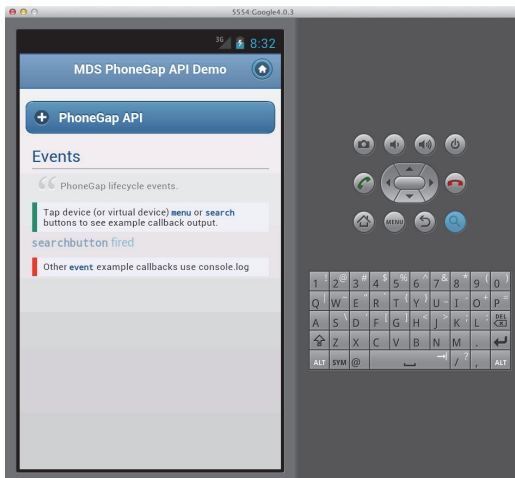 5554:Google4.0.3
3G 8:32
MDS PhoneGap API Demo
PhoneGap API
Events
PhoneGap lifecycle events.
Tap device (or virtual device) menu or search
buttons to see example callback output.
searchbutton fired
Other event example callbacks use console.log
MENU
1 ! 2 @ 3 # 4 $ 5 % 6 ^ 7 & 8 * 9 ( 0 )
Q W ~ E " R ` T { Y } U _ I - O + P =
A S \ D ' F [ G ] H < J > K ; L : DEL
Z X C V B N M .
ALT SYM @ / ? , ALT